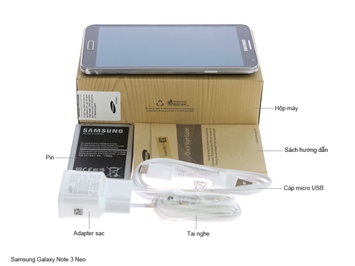 Hộp máy
SAMSUNG
Sách hướng dẫn
Pin
Cáp micro USB
Adapter sạc
Tai nghe
Samsung Galaxy Note 3 Neo